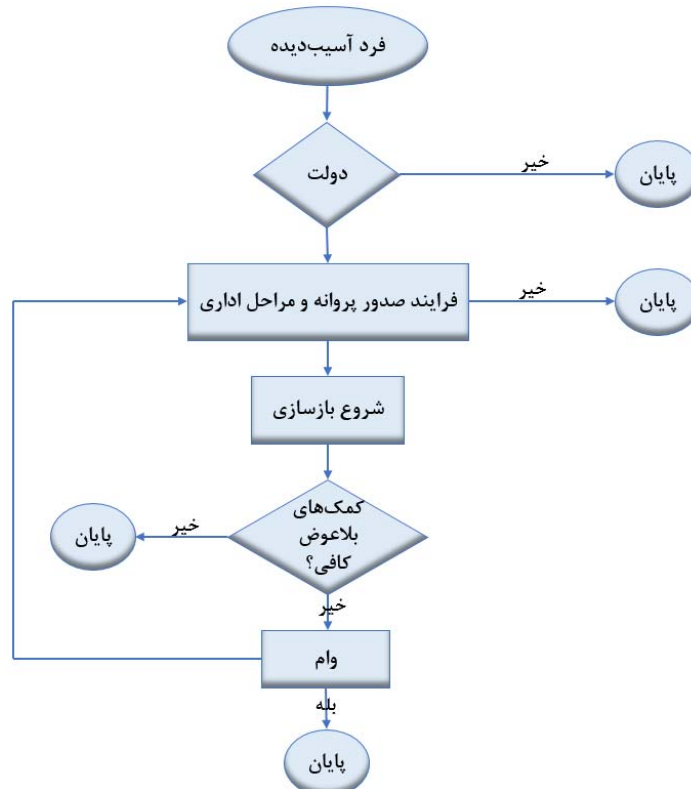 فرد آسیب‌دیده
دولت
خیر
پایان
فرایند صدور پروانه و مراحل اداری
خیر
پایان
شروع بازسازی
کمک‌های
بلاعوض
کافی؟
خیر
پایان
خیر
وام
بله
پایان